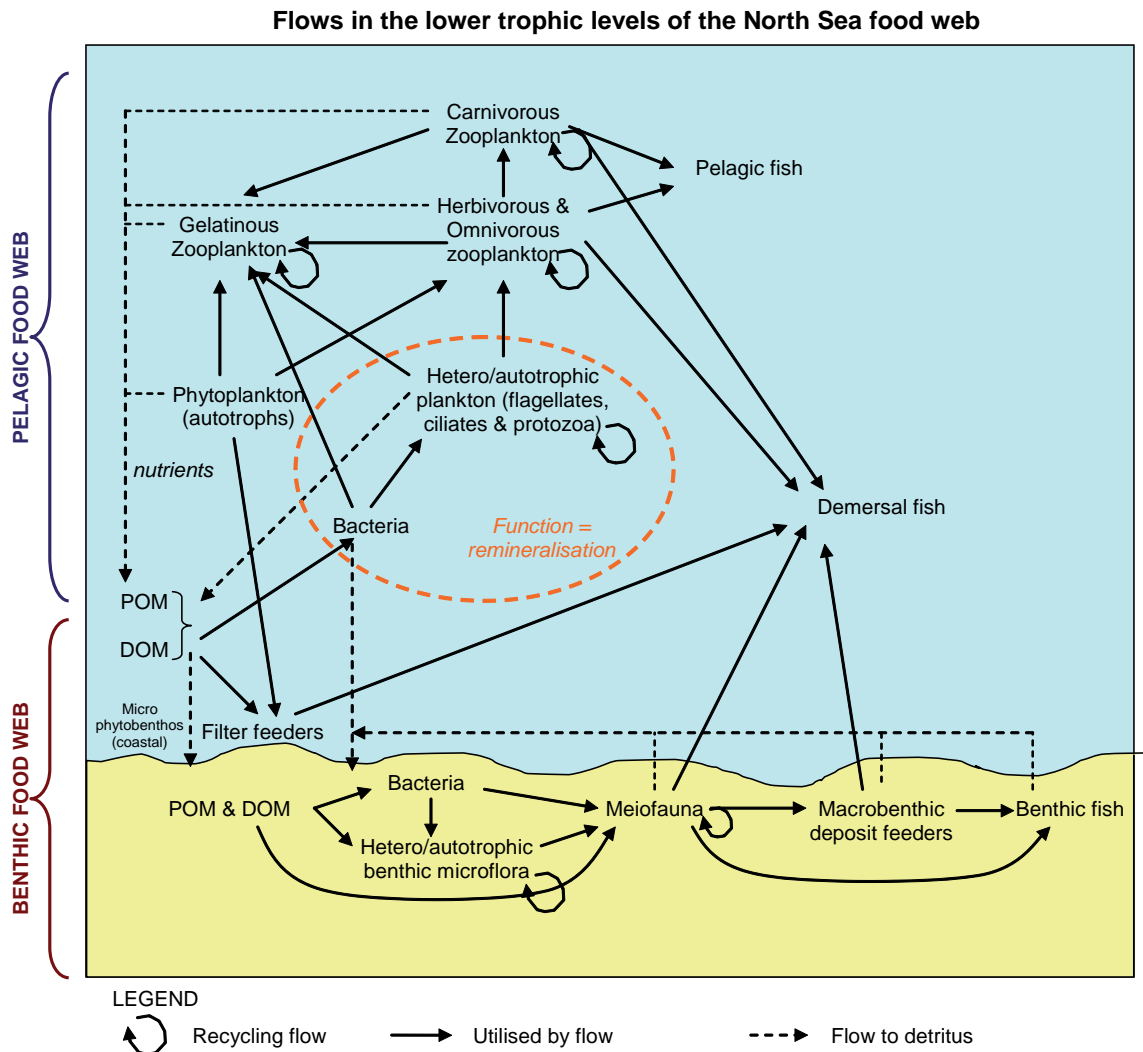 Flows in the lower trophic levels of the North Sea food web
PELAGIC FOOD WEB
BENTHIC FOOD WEB
Carnivorous
Zooplankton
Pelagic fish
Herbivorous &
Omnivorous
zooplankton
Gelatinous
Zooplankton
Phytoplankton
(autotrophs)
Hetero/autotrophic
plankton (flagellates,
ciliates & protozoa)
nutrients
Bacteria
Function =
remineralisation
Demersal fish
POM
DOM
Micro
phytobenthos
(coastal)
Filter feeders
Bacteria
POM & DOM
Meiofauna
Macrobenthic
deposit feeders
Benthic fish
Hetero/autotrophic
benthic microflora
LEGEND
Recycling flow
Utilised by flow
Flow to detritus